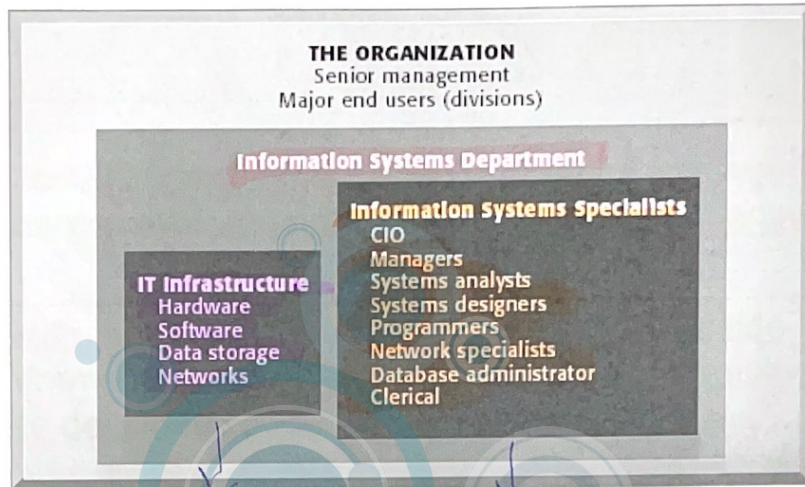 THE ORGANIZATION
Senior management
Major end users (divisions)
Information Systems Department
IT Infrastructure
Hardware
Software
Data storage
Networks
Information Systems Specialists
CIO
Managers
Systems analysts
Systems designers
Programmers
Network specialists
Database administrator
Clerical